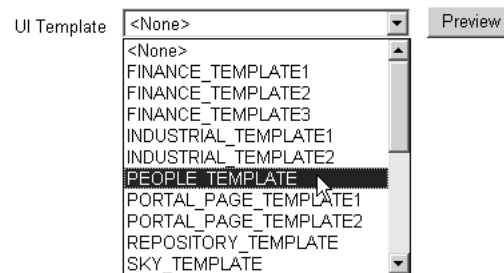 UI Template <None> Preview
<None>
FINANCE_TEMPLATE1
FINANCE_TEMPLATE2
FINANCE_TEMPLATE3
INDUSTRIAL_TEMPLATE1
INDUSTRIAL_TEMPLATE2
PEOPLE_TEMPLATE
PORTAL_PAGE_TEMPLATE1
PORTAL_PAGE_TEMPLATE2
REPOSITORY_TEMPLATE
SKY_TEMPLATE